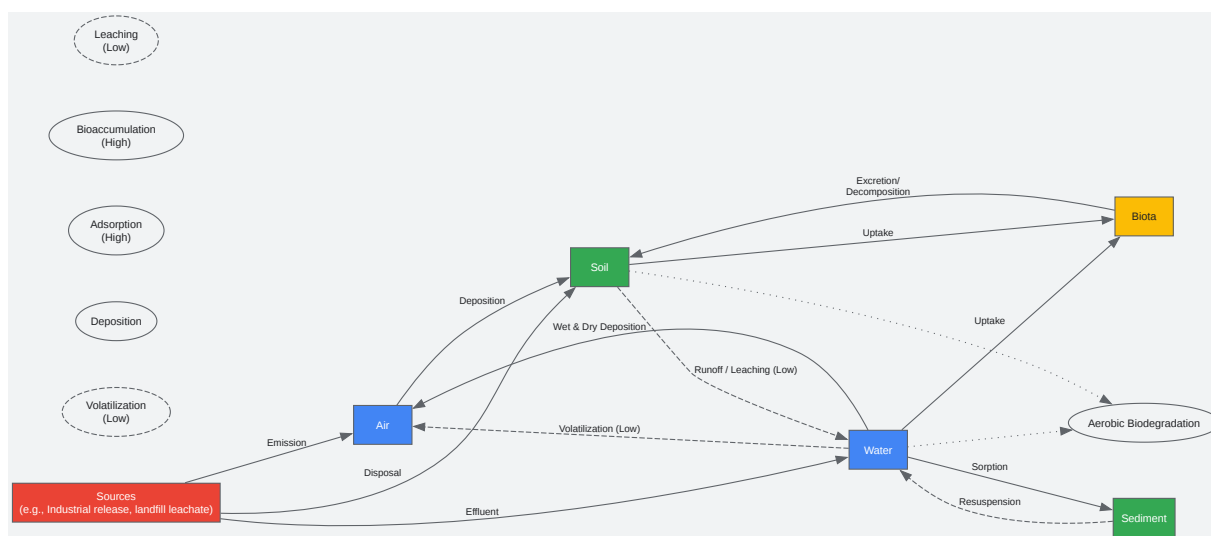 Leaching
(Low)
Bioaccumulation
(High)
Excretion/
Decomposition
Biota
Adsorption
(High)
Uptake
Soil
Deposition
Deposition
Uptake
Wet & Dry Deposition
Runoff / Leaching (Low)
Volatilization
(Low)
Air
Aerobic Biodegradation
Volatilization (Low)
Emission
Water
Disposal
Sorption
Sources
(e.g., Industrial release, landfill leachate)
Effluent
Resuspension
Sediment